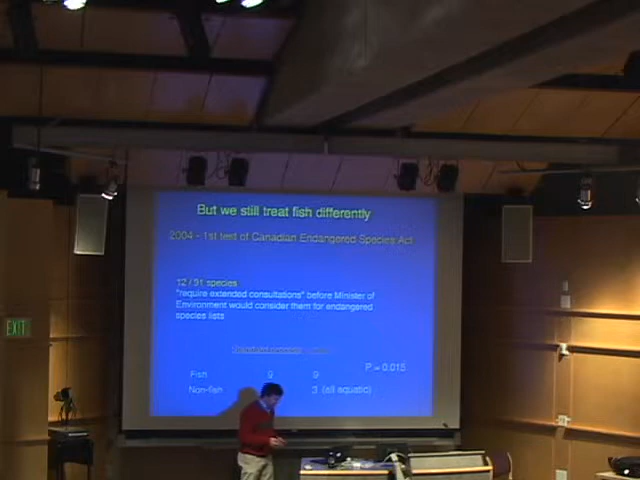 But we still treat fish differently
2004 - 1st test of Canadian Endangered Species Act
12 / 91 species
"require extended consultations" before Minister of
Environment would consider them for endangered
species lists
Fish 9 9 P = 0.015
Non-fish 3 (all aquatic)
EXIT